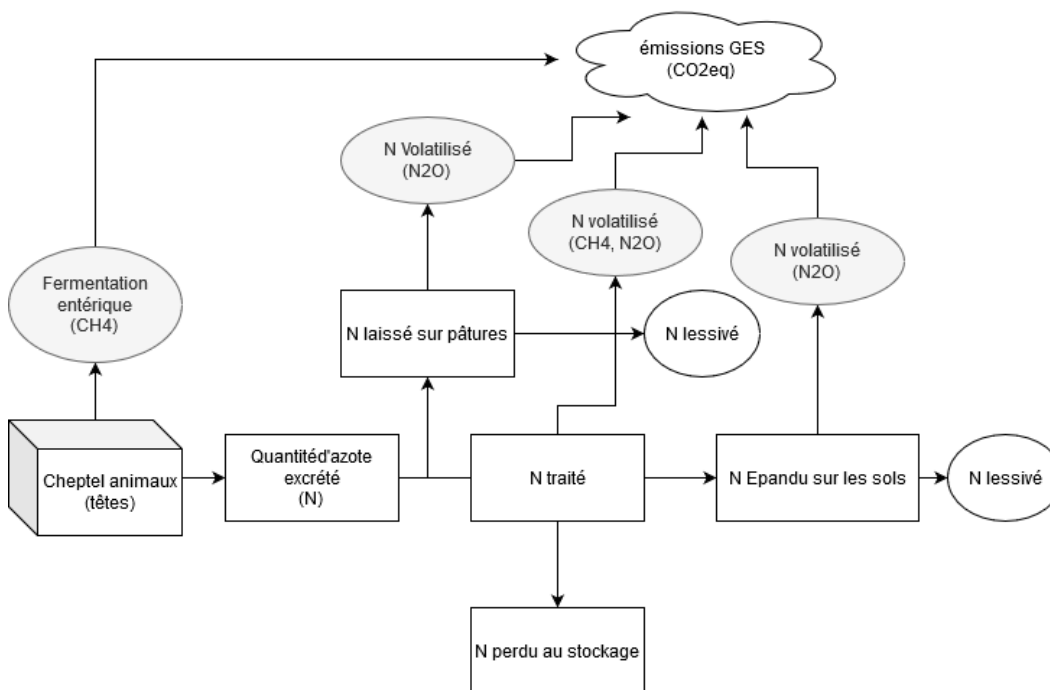 émissions GES
(CO2eq)
N Volatilisé
(N2O)
N volatilisé
(CH4, N2O)
N volatilisé
(N2O)
Fermentation
entérique
(CH4)
N laissé sur pâtures
N lessivé
Cheptel animaux
(têtes)
Quantitéd'azote
excrété
(N)
N traité
N Epandu sur les sols
N lessivé
N perdu au stockage